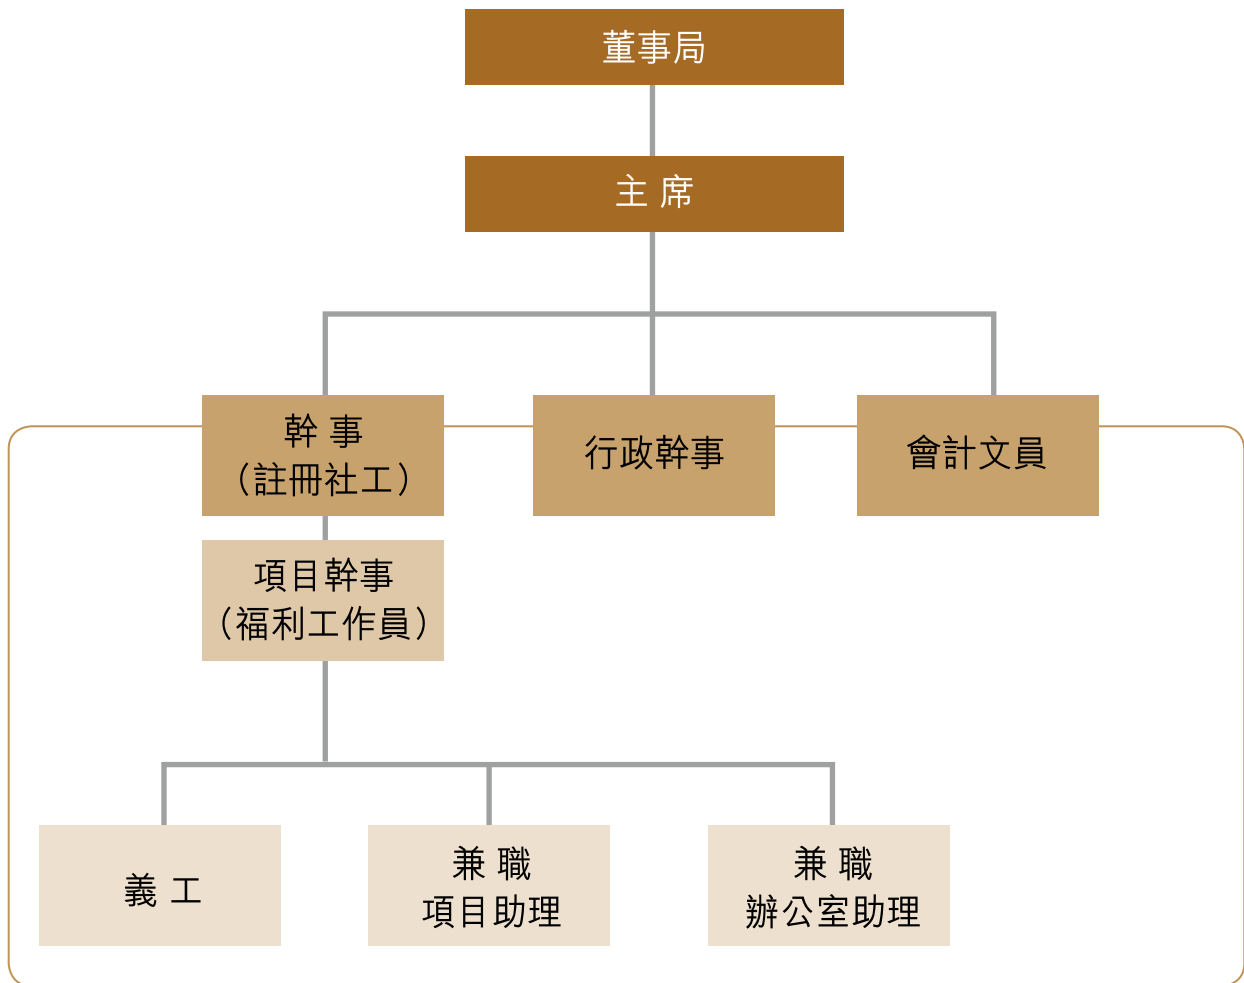 董事局
主 席
幹 事
（註冊社工）
行政幹事
會計文員
項目幹事
（福利工作員）
義 工
兼 職
項目助理
兼 職
辦公室助理